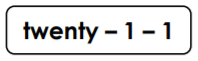 twenty – 1 – 1